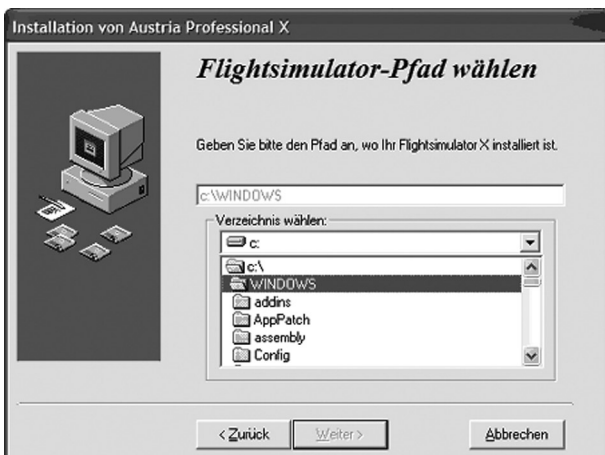 Installation von Austria Professional X
Flightsimulator-Pfad wählen
Geben Sie bitte den Pfad an, wo Ihr Flightsimulator X installiert ist.
c:\WINDOWS
Verzeichnis wählen:
c:
c:\
WINDOWS
addins
AppPatch
assembly
Config
< Zurück
Weiter >
Abbrechen